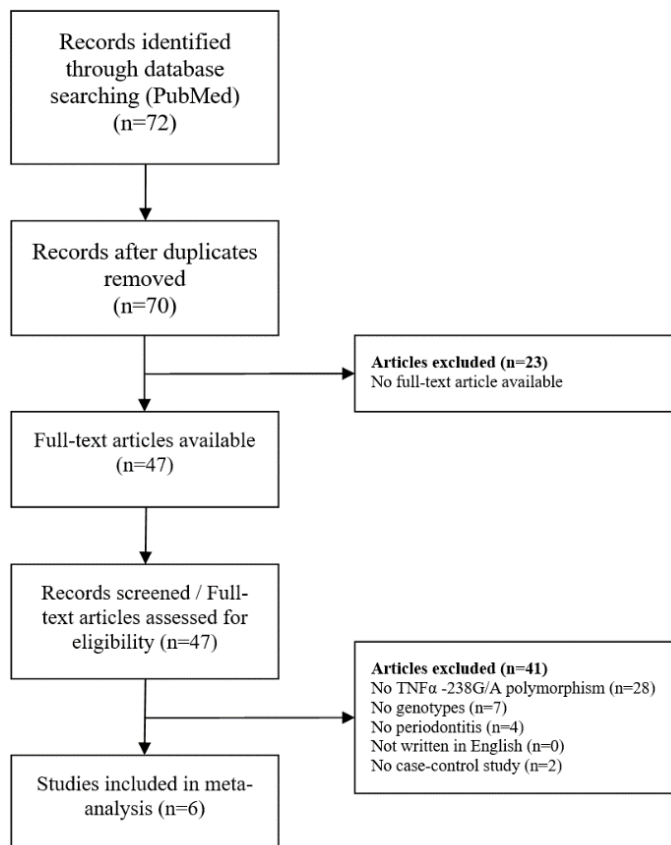 Records identified
through database
searching (PubMed)
(n=72)
Records after duplicates
removed
(n=70)
Articles excluded (n=23)
No full-text article available
Full-text articles available
(n=47)
Records screened / Full-
text articles assessed for
eligibility (n=47)
Articles excluded (n=41)
No TNFα -238G/A polymorphism (n=28)
No genotypes (n=7)
No periodontitis (n=4)
Not written in English (n=0)
No case-control study (n=2)
Studies included in meta-
analysis (n=6)